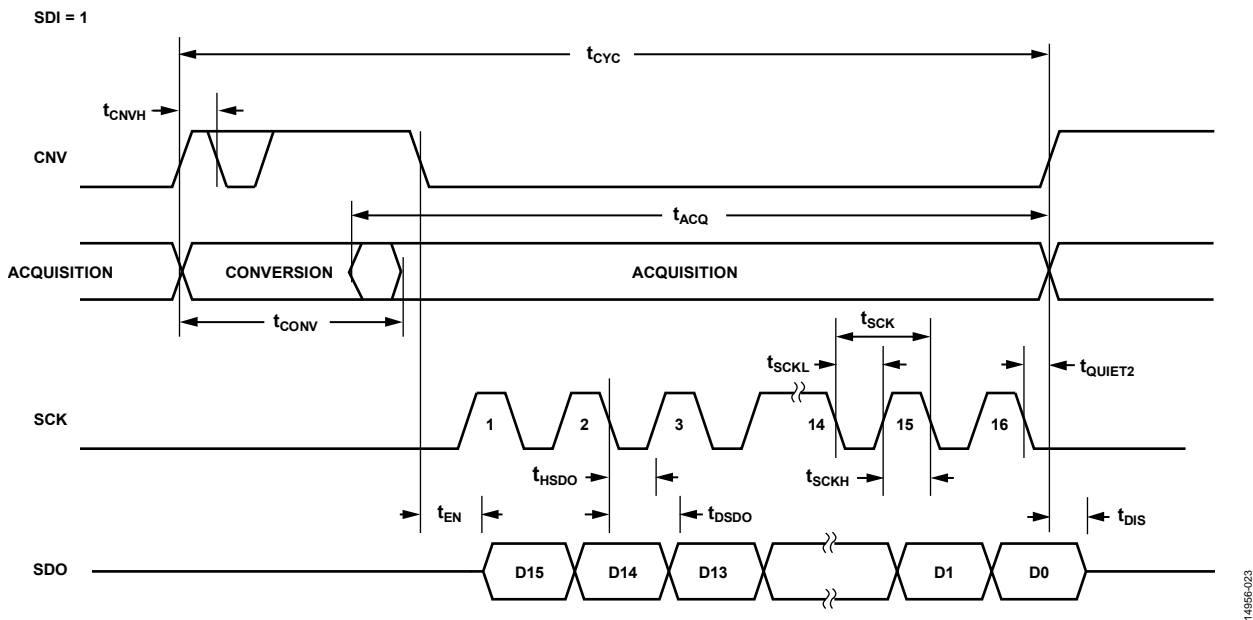 SDI = 1
tCYC
tCNVH
CNV
tACQ
ACQUISITION
CONVERSION
ACQUISITION
tCONV
tSCK
tSCKL
tQUIET2
SCK
1
2
3
14
15
16
tHSDO
tSCKH
tEN
tDSDO
tDIS
SDO
D15
D14
D13
D1
D0
14956-023